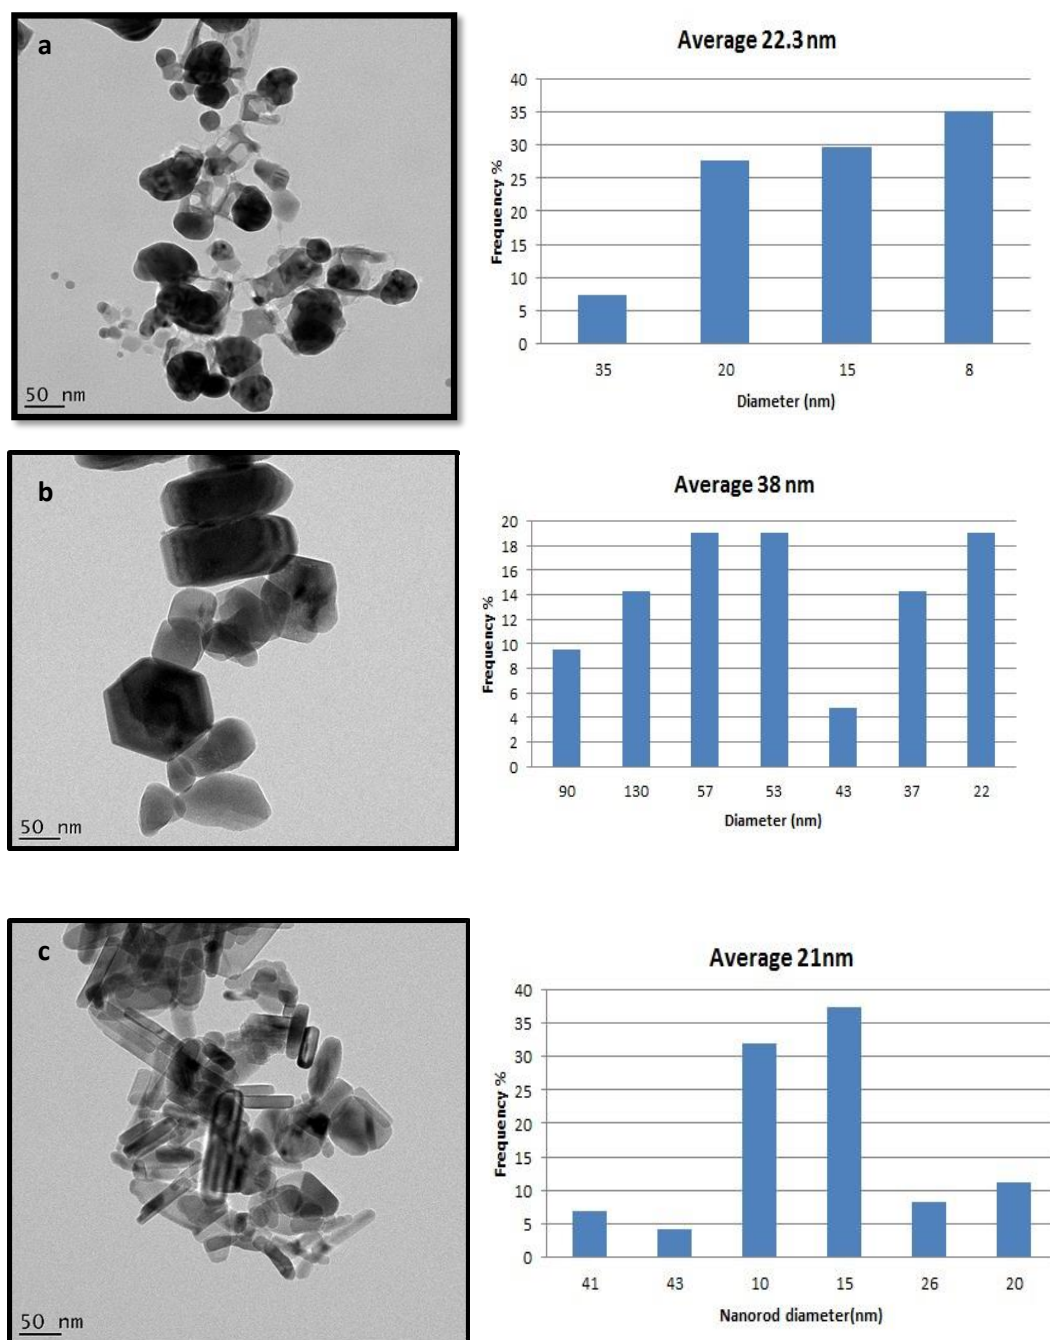 a
50 nm
Average 22.3 nm
Frequency %
40
35
30
25
20
15
10
5
0
35 20 15 8
Diameter (nm)
b
50 nm
Average 38 nm
Frequency %
20
18
16
14
12
10
8
6
4
2
0
90 130 57 53 43 37 22
Diameter (nm)
c
50 nm
Average 21nm
Frequency %
40
35
30
25
20
15
10
5
0
41 43 10 15 26 20
Nanorod diameter(nm)